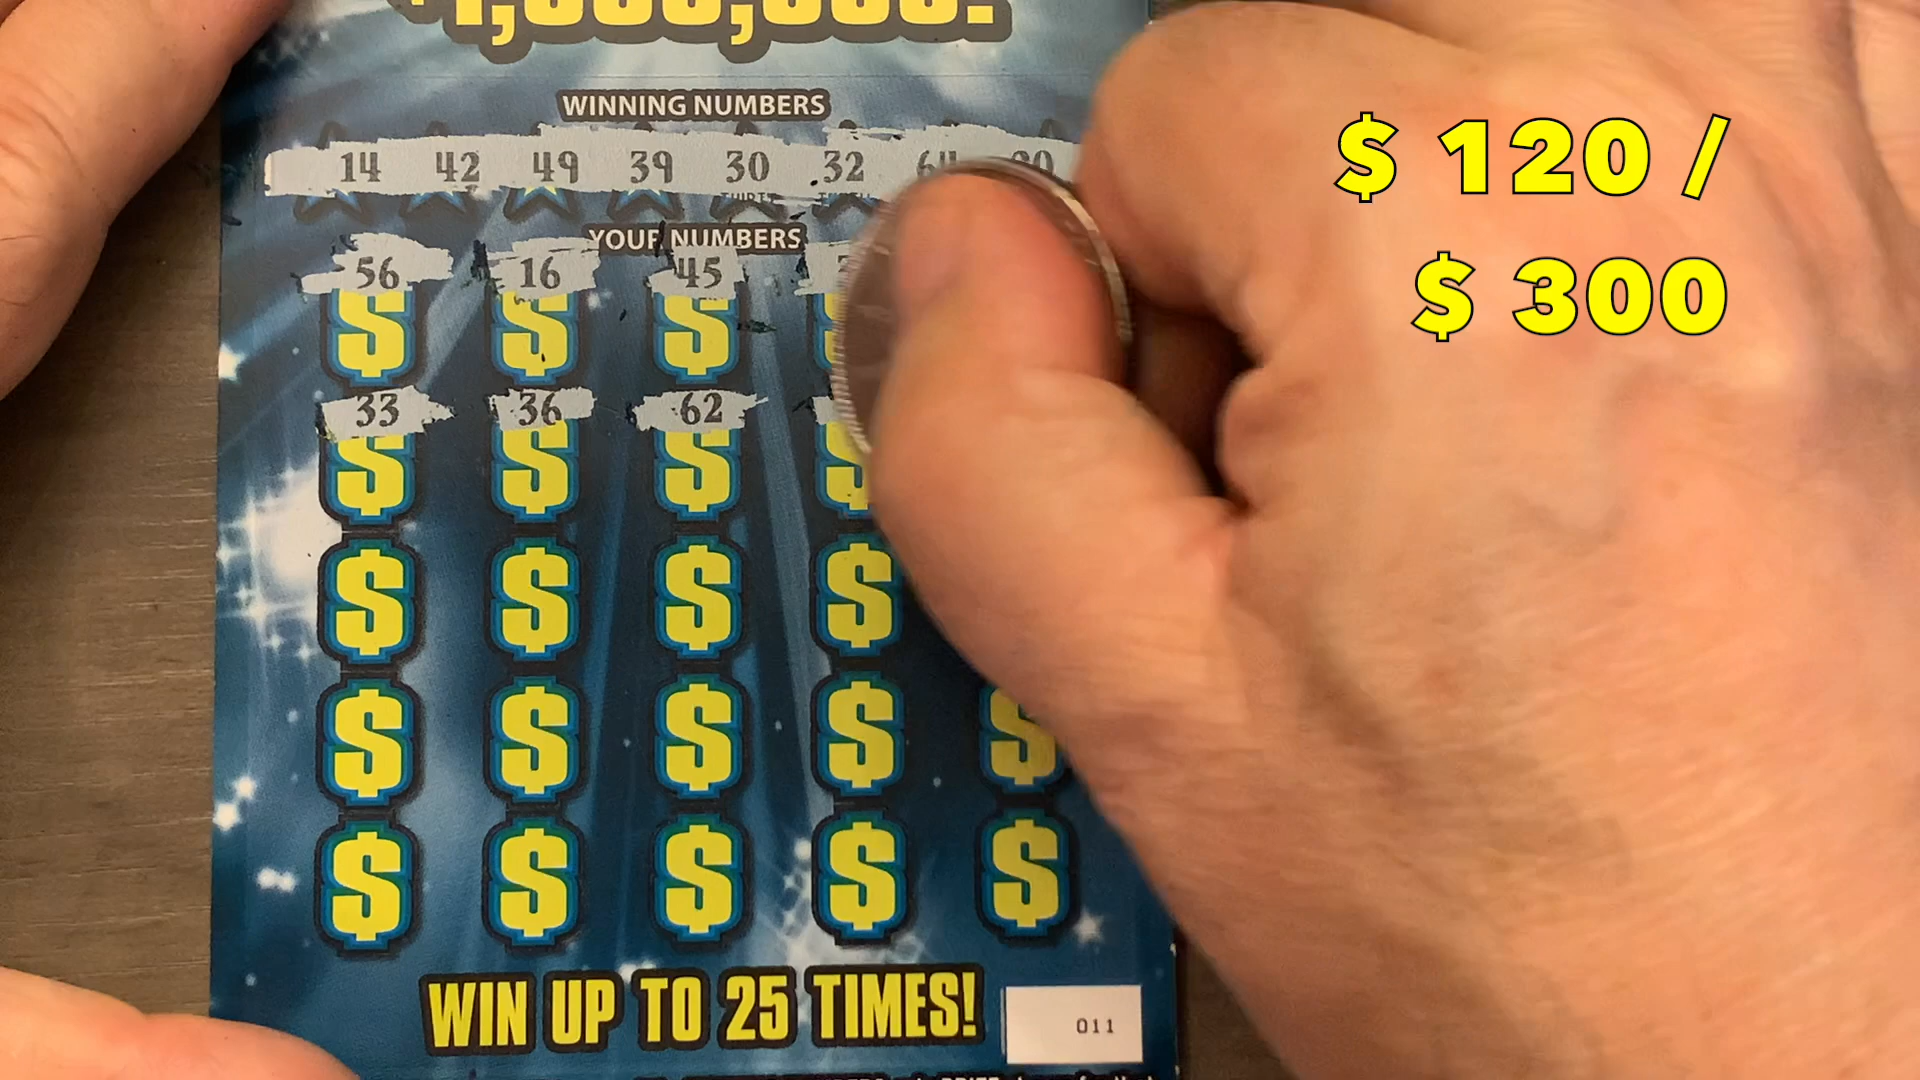 WINNING NUMBERS
14 42 49 39 30 32
YOUR NUMBERS
56 16 45
$ $ $
33 36 62
$ $ $ $
$ $ $ $
$ $ $ $ $
$ $ $ $ $
WIN UP TO 25 TIMES!
011
$ 120 /
$ 300